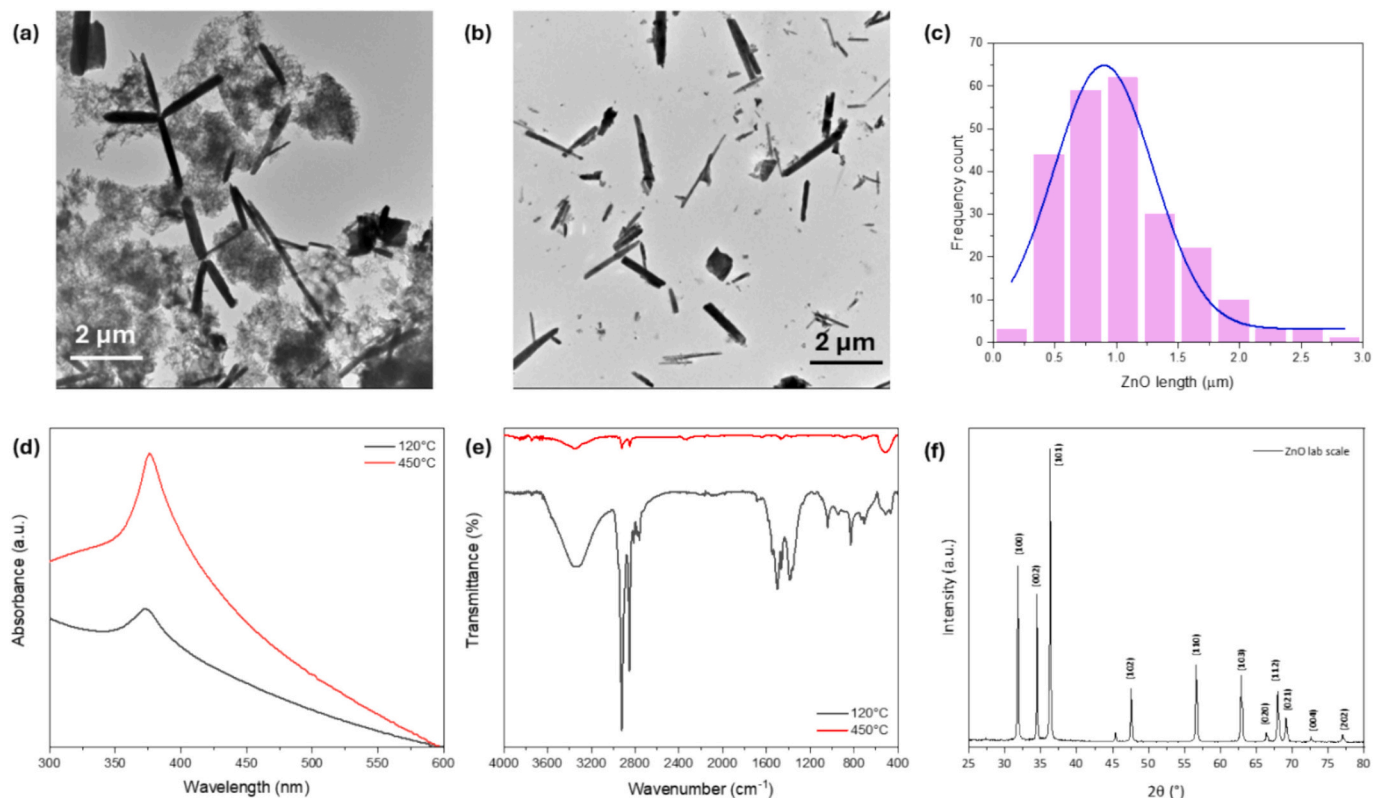 (a)
2 μm
(b)
2 μm
(c)
70
60
50
40
30
20
10
0
Frequency count
0.0 0.5 1.0 1.5 2.0 2.5 3.0
ZnO length (μm)
(d)
120°C
450°C
Absorbance (a.u.)
300 350 400 450 500 550 600
Wavelength (nm)
(e)
Transmittance (%)
120°C
450°C
4000 3600 3200 2800 2400 2000 1600 1200 800 400
Wavenumber (cm⁻¹)
(f)
ZnO lab scale
Intensity (a.u.)
(100)
(002)
(101)
(102)
(110)
(103)
(020)
(112)
(021)
(004)
(202)
25 30 35 40 45 50 55 60 65 70 75 80
2θ (°)